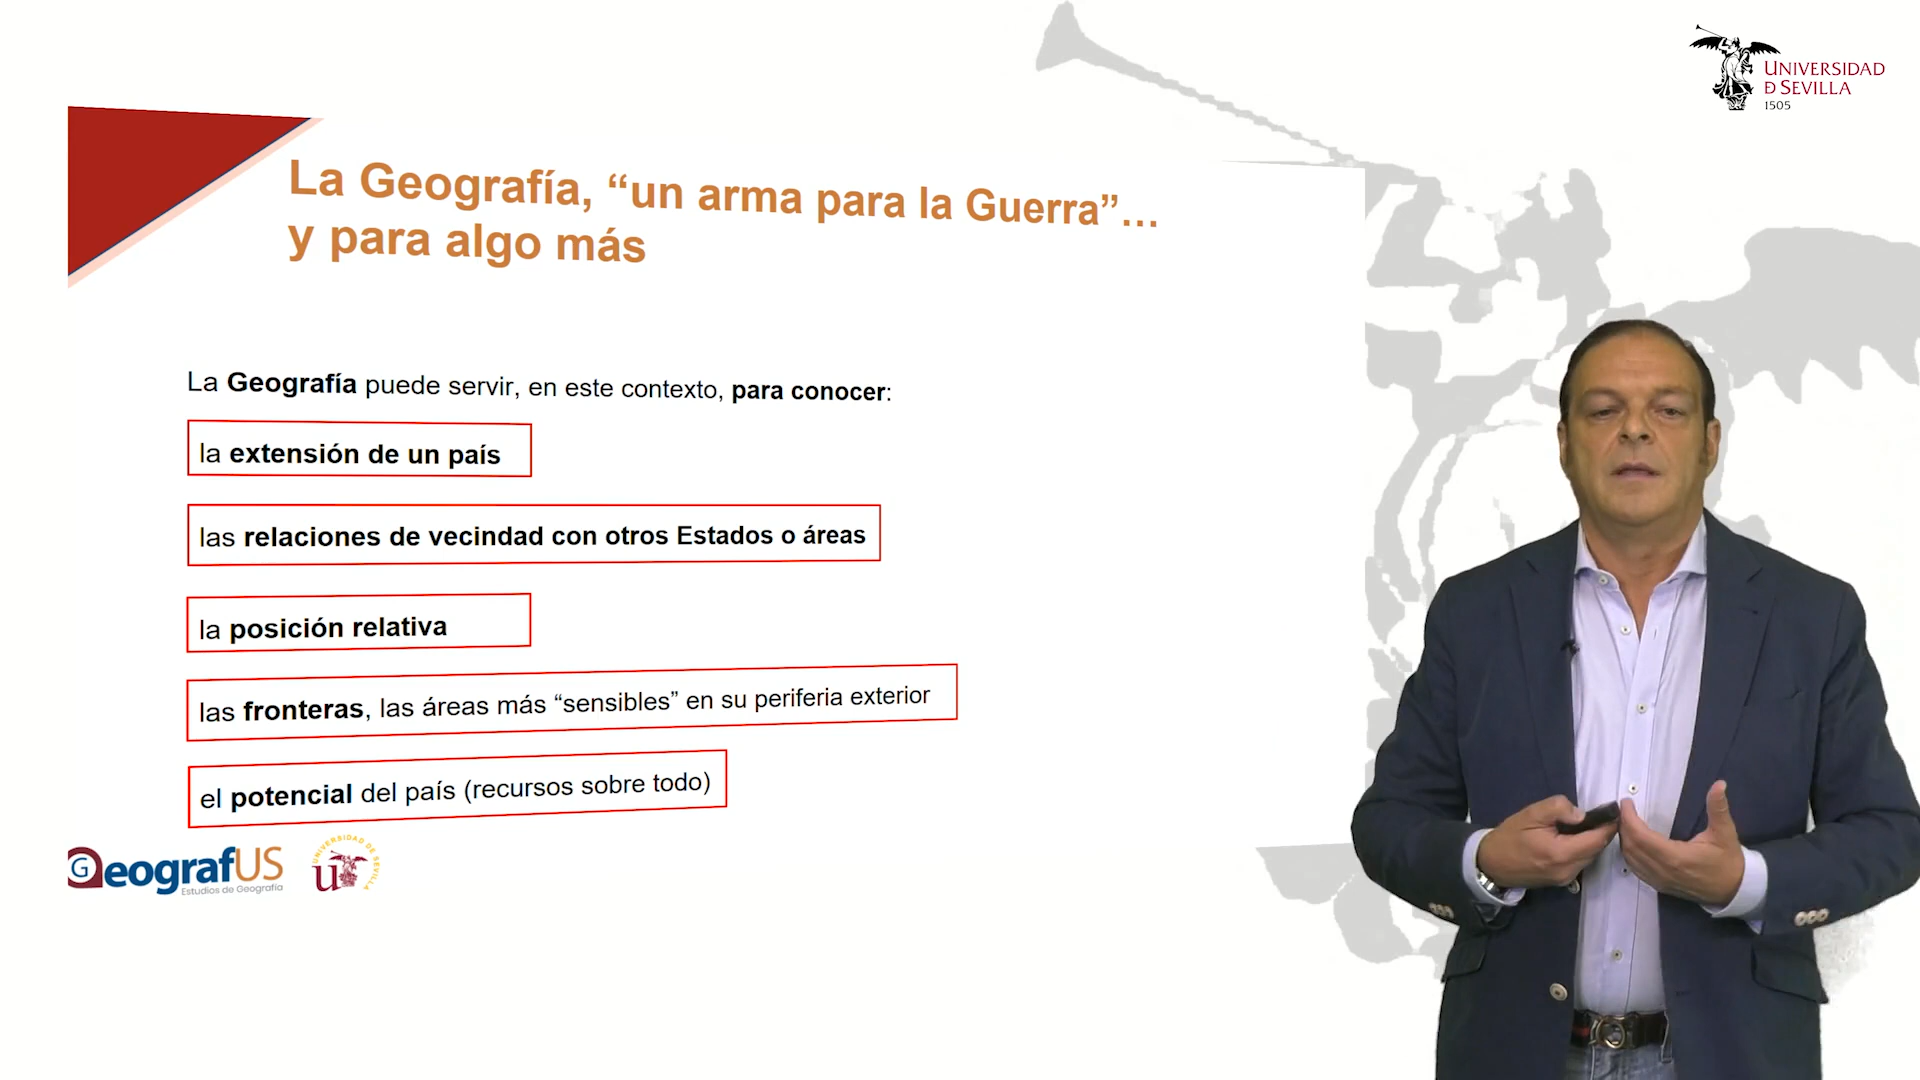 UNIVERSIDAD
Đ SEVILLA
1505
La Geografía, “un arma para la Guerra”…
y para algo más
La Geografía puede servir, en este contexto, para conocer:
la extensión de un país
las relaciones de vecindad con otros Estados o áreas
la posición relativa
las fronteras, las áreas más “sensibles” en su periferia exterior
el potencial del país (recursos sobre todo)
GeografUS
Estudios de Geografía
UNIVERSIDAD DE SEVILLA
u